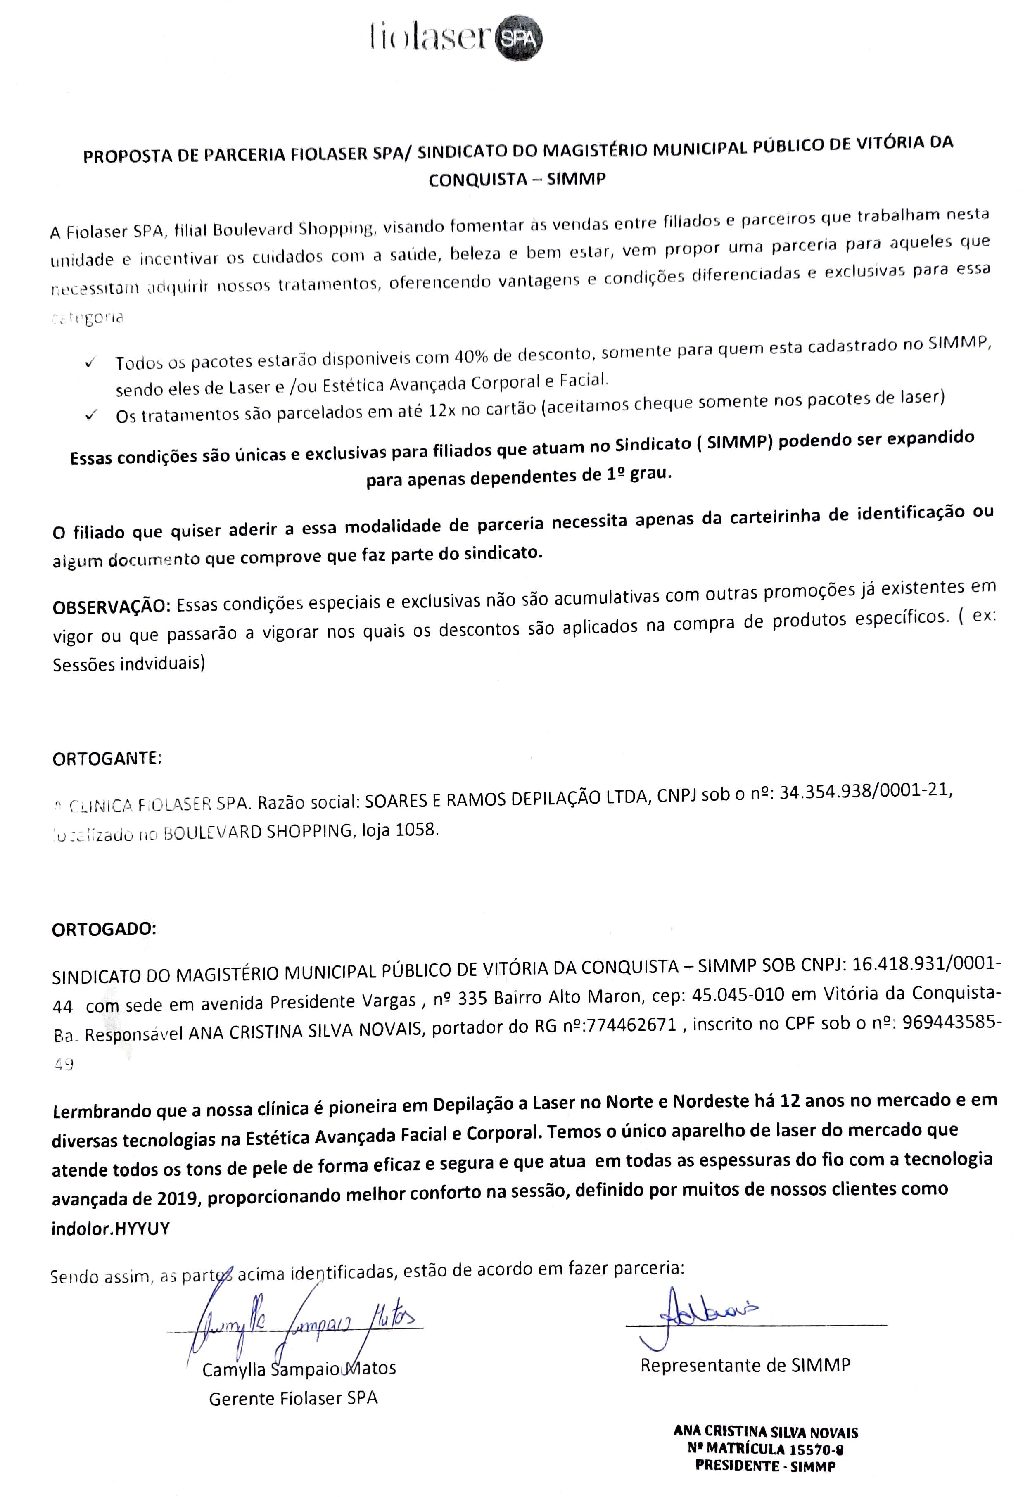 fiolaser SPA
PROPOSTA DE PARCERIA FIOLASER SPA/ SINDICATO DO MAGISTÉRIO MUNICIPAL PÚBLICO DE VITÓRIA DA
CONQUISTA – SIMMP
A Fiolaser SPA, filial Boulevard Shopping, visando fomentar as vendas entre filiados e parceiros que trabalham nesta
unidade e incentivar os cuidados com a saúde, beleza e bem estar, vem propor uma parceria para aqueles que
necessitam adquirir nossos tratamentos, oferencendo vantagens e condições diferenciadas e exclusivas para essa
categoria
✓ Todos os pacotes estarão disponiveis com 40% de desconto, somente para quem esta cadastrado no SIMMP,
sendo eles de Laser e /ou Estética Avançada Corporal e Facial.
✓ Os tratamentos são parcelados em até 12x no cartão (aceitamos cheque somente nos pacotes de laser)
Essas condições são únicas e exclusivas para filiados que atuam no Sindicato ( SIMMP) podendo ser expandido
para apenas dependentes de 1º grau.
O filiado que quiser aderir a essa modalidade de parceria necessita apenas da carteirinha de identificação ou
algum documento que comprove que faz parte do sindicato.
OBSERVAÇÃO: Essas condições especiais e exclusivas não são acumulativas com outras promoções já existentes em
vigor ou que passarão a vigorar nos quais os descontos são aplicados na compra de produtos específicos. ( ex:
Sessões indviduais)
ORTOGANTE:
A CLINICA FIOLASER SPA. Razão social: SOARES E RAMOS DEPILAÇÃO LTDA, CNPJ sob o nº: 34.354.938/0001-21,
localizado no BOULEVARD SHOPPING, loja 1058.
ORTOGADO:
SINDICATO DO MAGISTÉRIO MUNICIPAL PÚBLICO DE VITÓRIA DA CONQUISTA – SIMMP SOB CNPJ: 16.418.931/0001-
44 com sede em avenida Presidente Vargas , nº 335 Bairro Alto Maron, cep: 45.045-010 em Vitória da Conquista-
Ba. Responsável ANA CRISTINA SILVA NOVAIS, portador do RG nº:774462671 , inscrito no CPF sob o nº: 969443585-
49
Lermbrando que a nossa clínica é pioneira em Depilação a Laser no Norte e Nordeste há 12 anos no mercado e em
diversas tecnologias na Estética Avançada Facial e Corporal. Temos o único aparelho de laser do mercado que
atende todos os tons de pele de forma eficaz e segura e que atua em todas as espessuras do fio com a tecnologia
avançada de 2019, proporcionando melhor conforto na sessão, definido por muitos de nossos clientes como
indolor.HYYUY
Sendo assim, as partes acima identificadas, estão de acordo em fazer parceria:
Camylla Sampaio Matos
Camylla Sampaio Matos
Gerente Fiolaser SPA
Representante de SIMMP
ANA CRISTINA SILVA NOVAIS
Nº MATRÍCULA 15570-8
PRESIDENTE - SIMMP